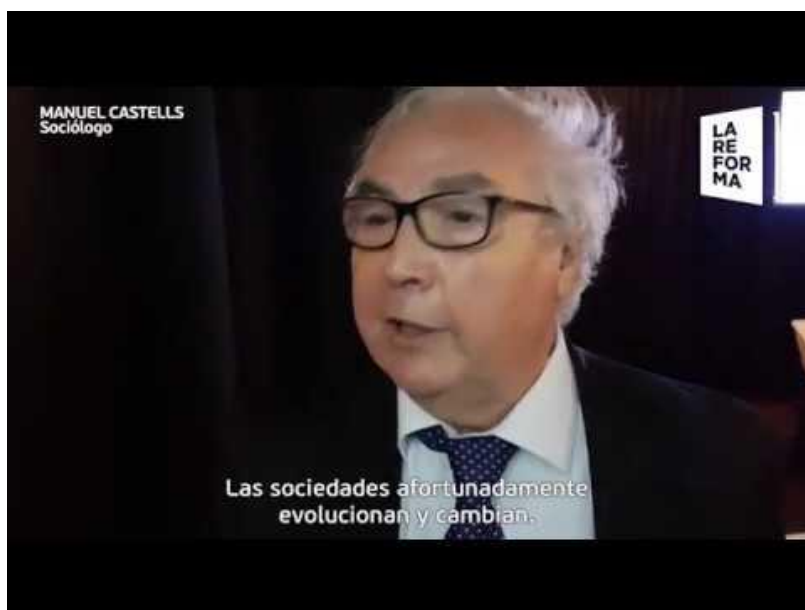 MANUEL CASTELLS
Sociólogo
LA
RE
FOR
MA
Las sociedades afortunadamente
evolucionan y cambian.